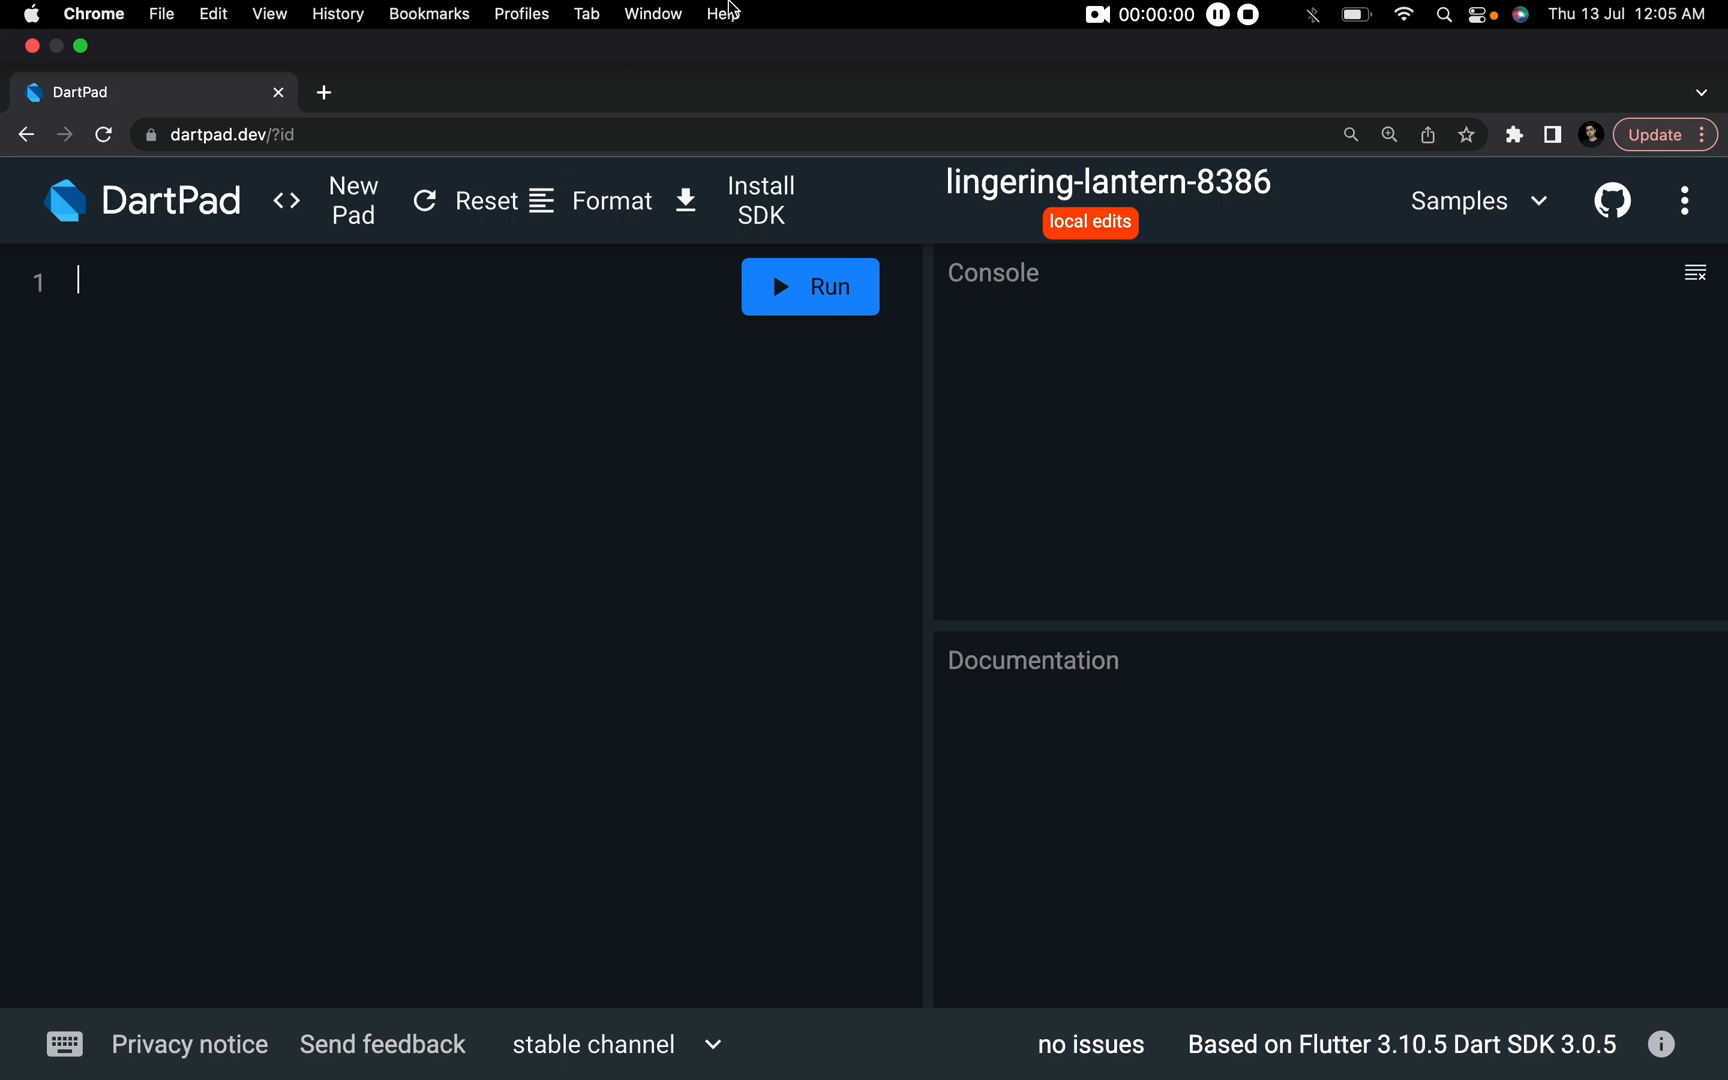 Chrome File Edit View History Bookmarks Profiles Tab Window Help 00:00:00 Thu 13 Jul 12:05 AM
DartPad
dartpad.dev/?id Update
DartPad <> New Pad Reset Format Install SDK lingering-lantern-8386 Samples
local edits
1 Run Console
Documentation
Privacy notice Send feedback stable channel no issues Based on Flutter 3.10.5 Dart SDK 3.0.5